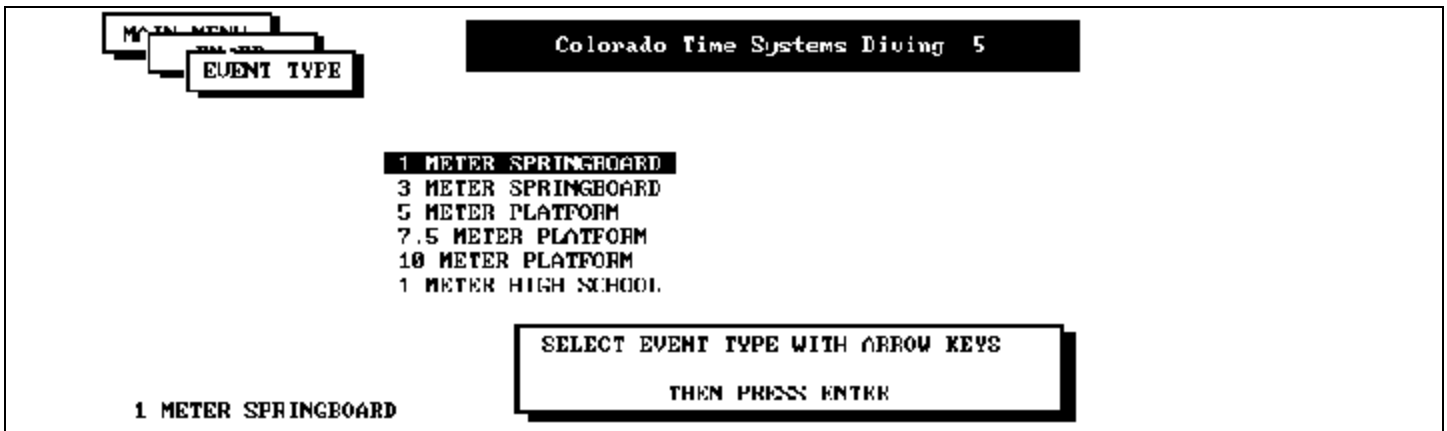 MAIN MENU
EVENT TYPE
Colorado Time Systems Diving 5
1 METER SPRINGBOARD
3 METER SPRINGBOARD
5 METER PLATFORM
7.5 METER PLATFORM
10 METER PLATFORM
1 METER HIGH SCHOOL
SELECT EVENT TYPE WITH ARROW KEYS
THEN PRESS ENTER
1 METER SPRINGBOARD